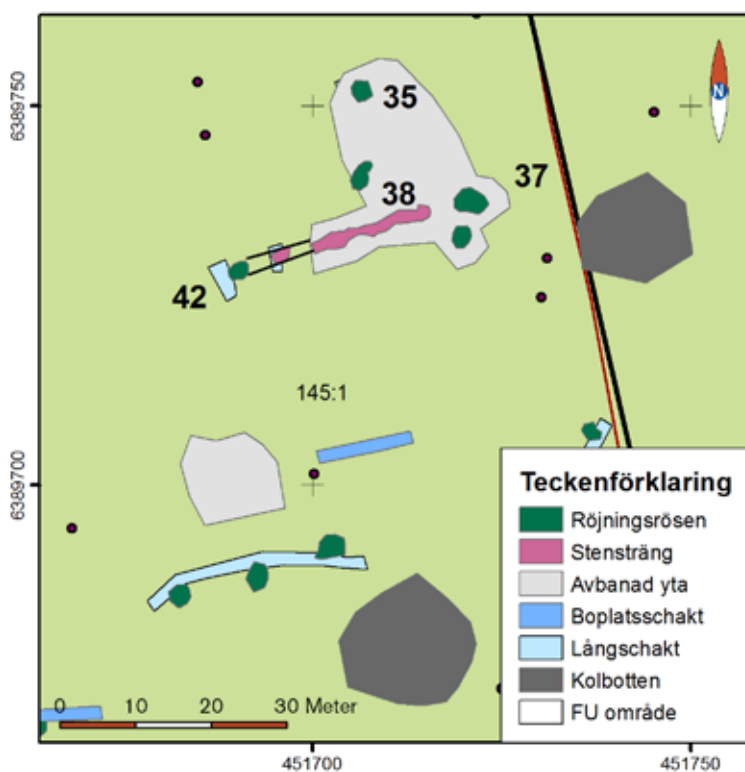 N
6389750
35
38
37
42
145:1
6389700
Teckenförklaring
Röjningsrösen
Stensträng
Avbanad yta
Boplatsschakt
Långschakt
Kolbotten
FU område
0 10 20 30 Meter
451700 451750